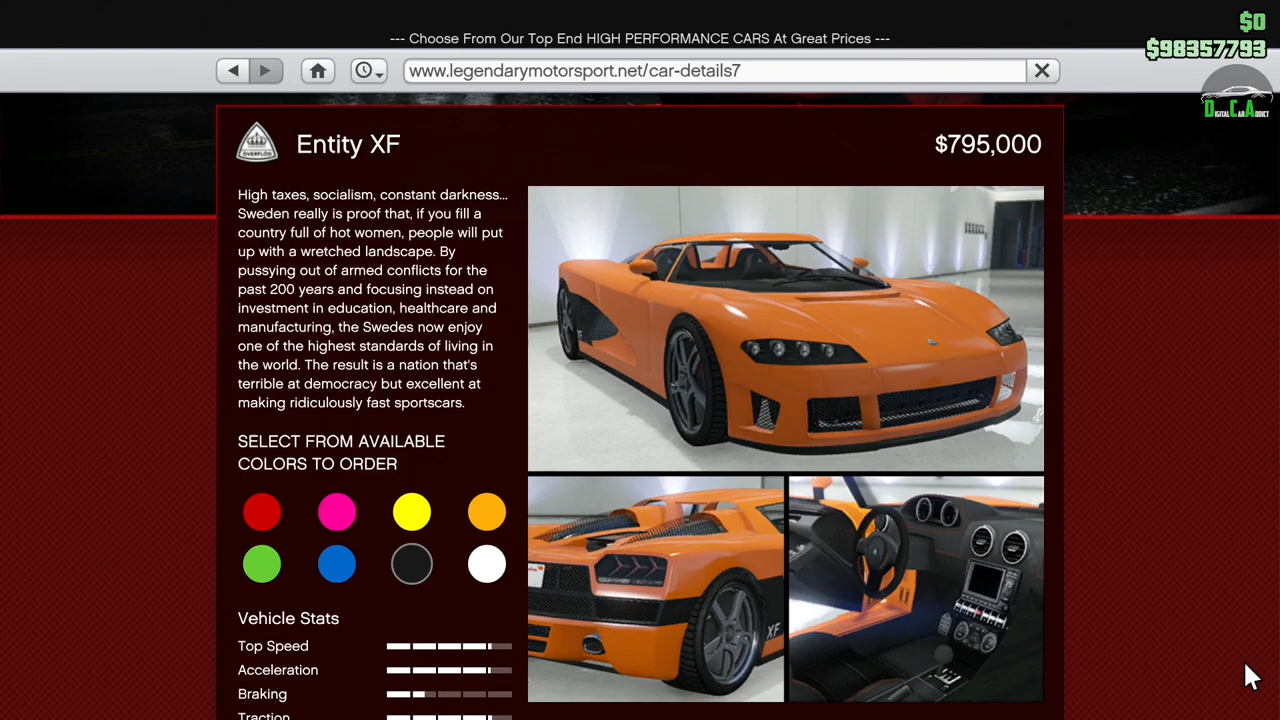 $0
--- Choose From Our Top End HIGH PERFORMANCE CARS At Great Prices ---
$98357793
www.legendarymotorsport.net/car-details7
DIGITAL CAR ADDICT
OVERFLOD
Entity XF
$795,000
High taxes, socialism, constant darkness...
Sweden really is proof that, if you fill a
country full of hot women, people will put
up with a wretched landscape. By
pussying out of armed conflicts for the
past 200 years and focusing instead on
investment in education, healthcare and
manufacturing, the Swedes now enjoy
one of the highest standards of living in
the world. The result is a nation that's
terrible at democracy but excellent at
making ridiculously fast sportscars.
SELECT FROM AVAILABLE
COLORS TO ORDER
Vehicle Stats
Top Speed
Acceleration
Braking
Traction
XF